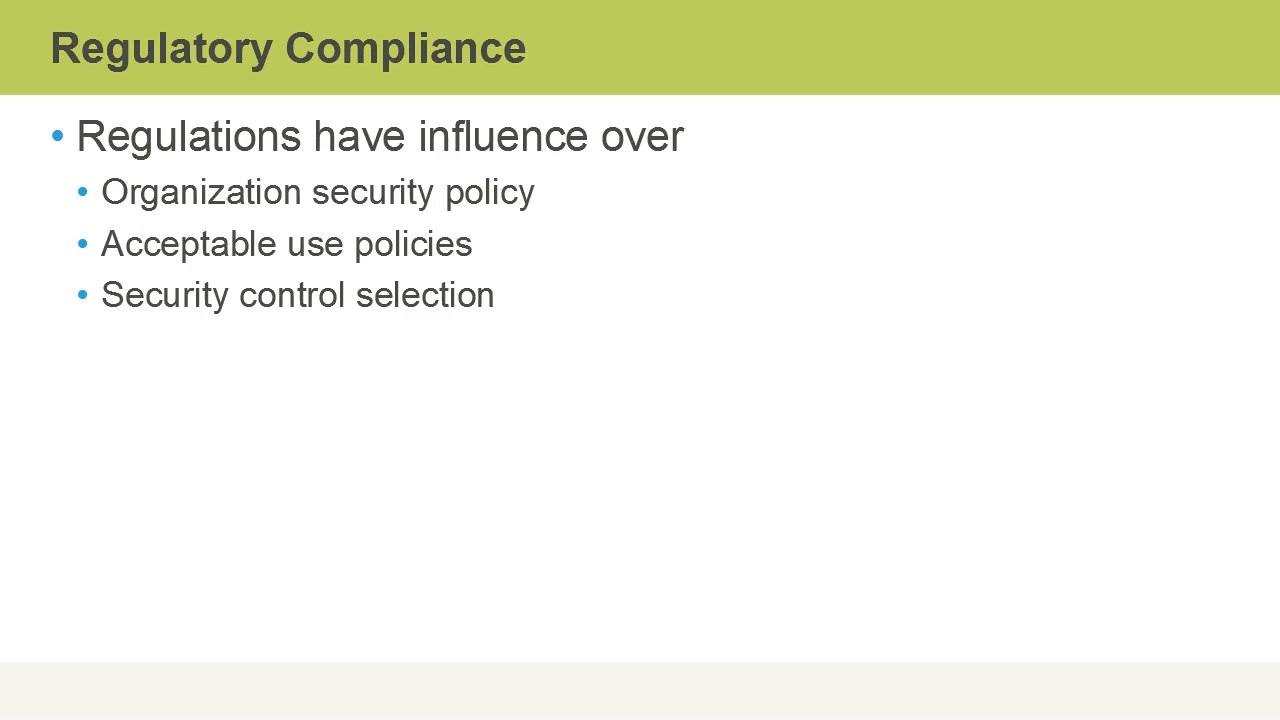 Regulatory Compliance
• Regulations have influence over
• Organization security policy
• Acceptable use policies
• Security control selection